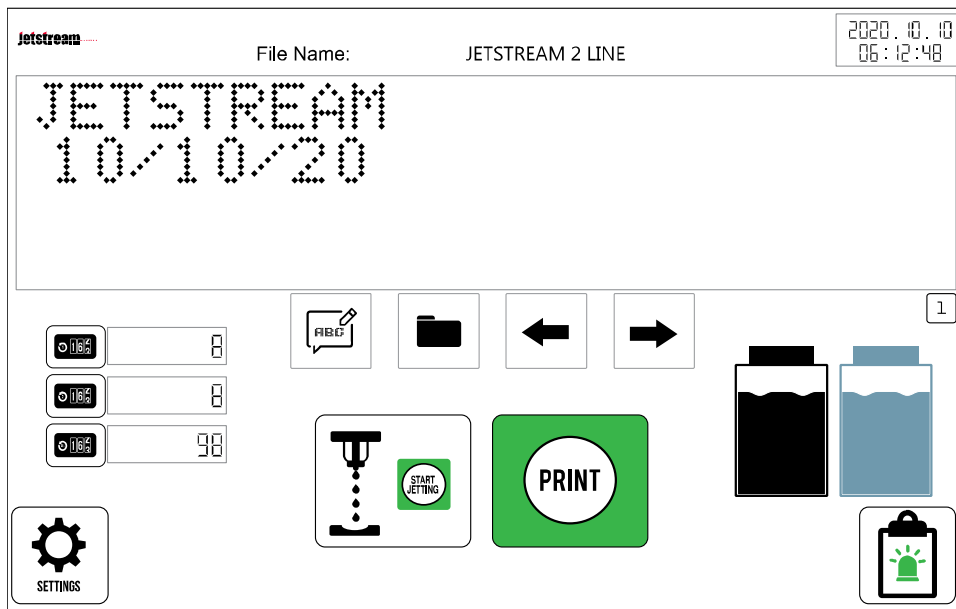 jetstream
File Name: JETSTREAM 2 LINE
2020.10.10
06:12:48
JETSTREAM
10/10/20
ABC
1
8
8
98
START
JETTING
PRINT
SETTINGS